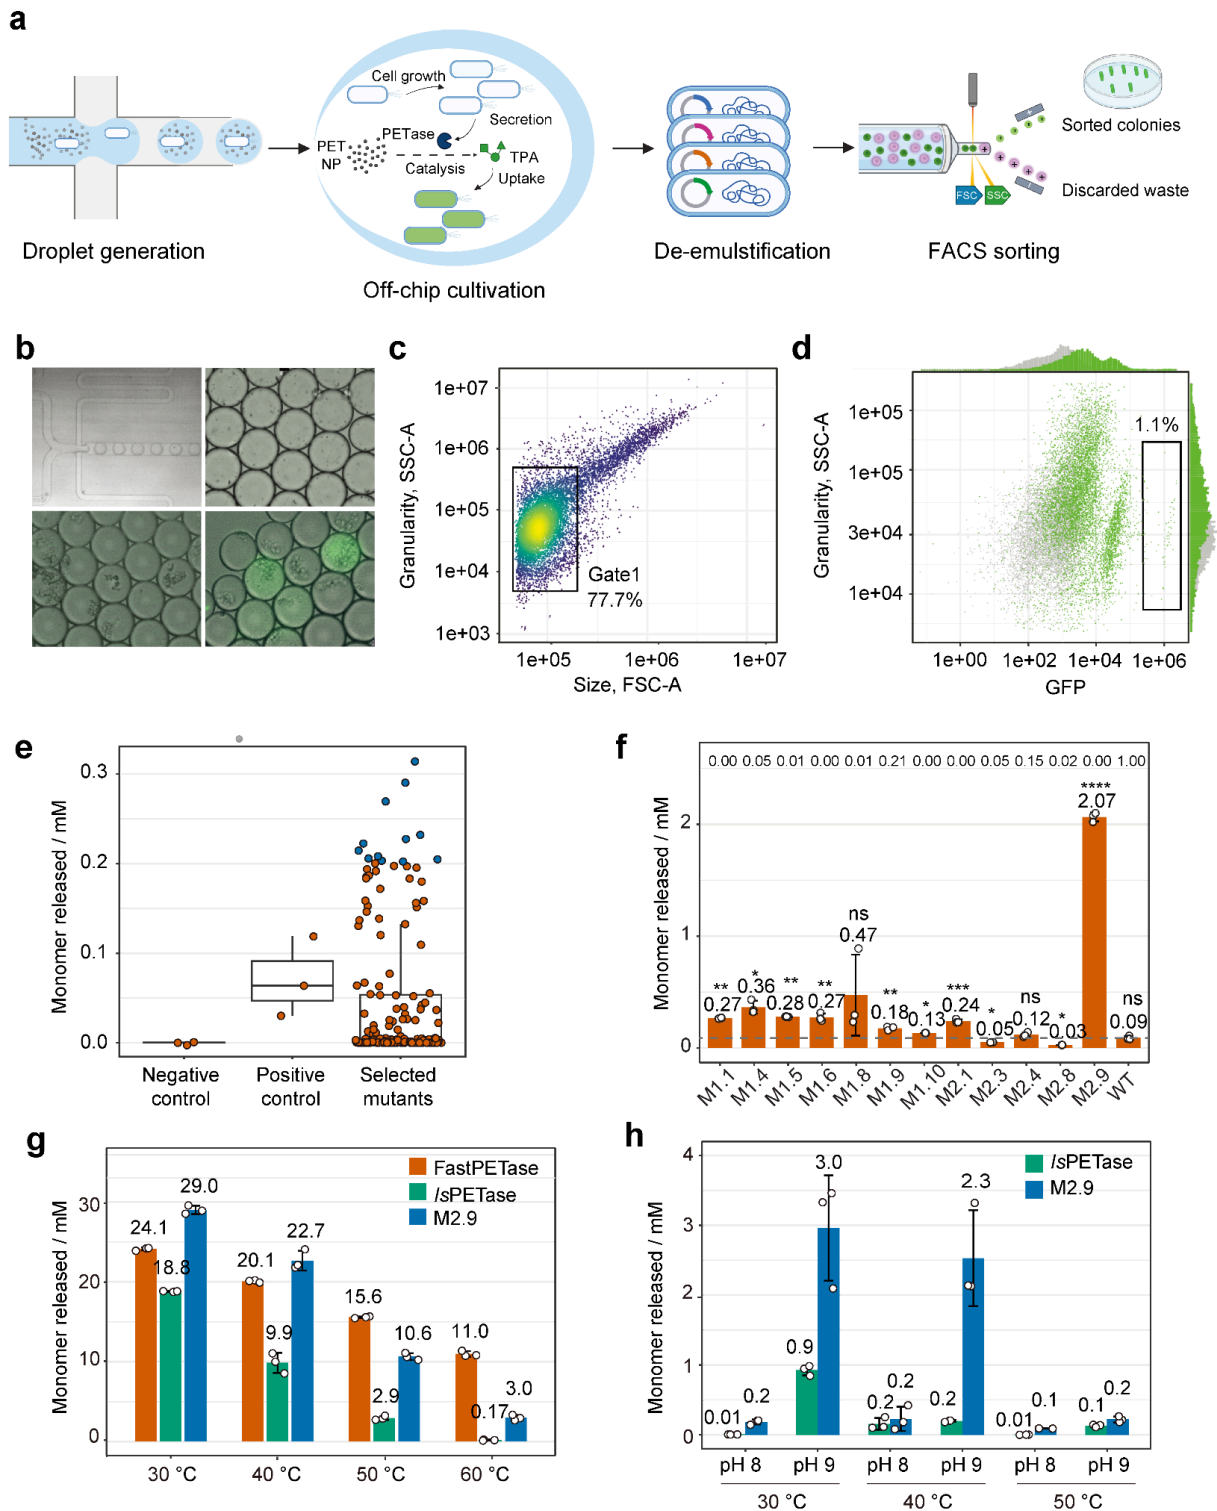 a
Cell growth
Secretion
PETase
PET
NP
TPA
Catalysis
Uptake
Sorted colonies
Discarded waste
FSC
SSC
Droplet generation
Off-chip cultivation
De-emulstification
FACS sorting
b
c
Granularity, SSC-A
1e+07
1e+06
1e+05
1e+04
1e+03
Gate1
77.7%
1e+05
1e+06
1e+07
Size, FSC-A
d
Granularity, SSC-A
1e+05
1e+05
3e+04
1e+04
1.1%
1e+00
1e+02
1e+04
1e+06
GFP
e
Monomer released / mM
0.3
0.2
0.1
0.0
Negative
control
Positive
control
Selected
mutants
f
Monomer released / mM
0.00 0.05 0.01 0.00 0.01 0.21 0.00 0.00 0.05 0.15 0.02 0.00 1.00
2
1
0
** 0.27
* 0.36
** 0.28
** 0.27
ns 0.47
** 0.18
* 0.13
*** 0.24
* 0.05
ns 0.12
* 0.03
**** 2.07
ns 0.09
M1.1 M1.4 M1.5 M1.6 M1.8 M1.9 M1.10 M2.1 M2.3 M2.4 M2.8 M2.9 WT
g
Monomer released / mM
30
20
10
0
FastPETase
IsPETase
M2.9
24.1 18.8 29.0
20.1 9.9 22.7
15.6 2.9 10.6
11.0 0.17 3.0
30 °C 40 °C 50 °C 60 °C
h
Monomer released / mM
4
3
2
1
0
IsPETase
M2.9
0.01 0.2
0.9 3.0
0.2 0.2
0.2 2.3
0.01 0.1
0.1 0.2
pH 8 pH 9 pH 8 pH 9 pH 8 pH 9
30 °C 40 °C 50 °C